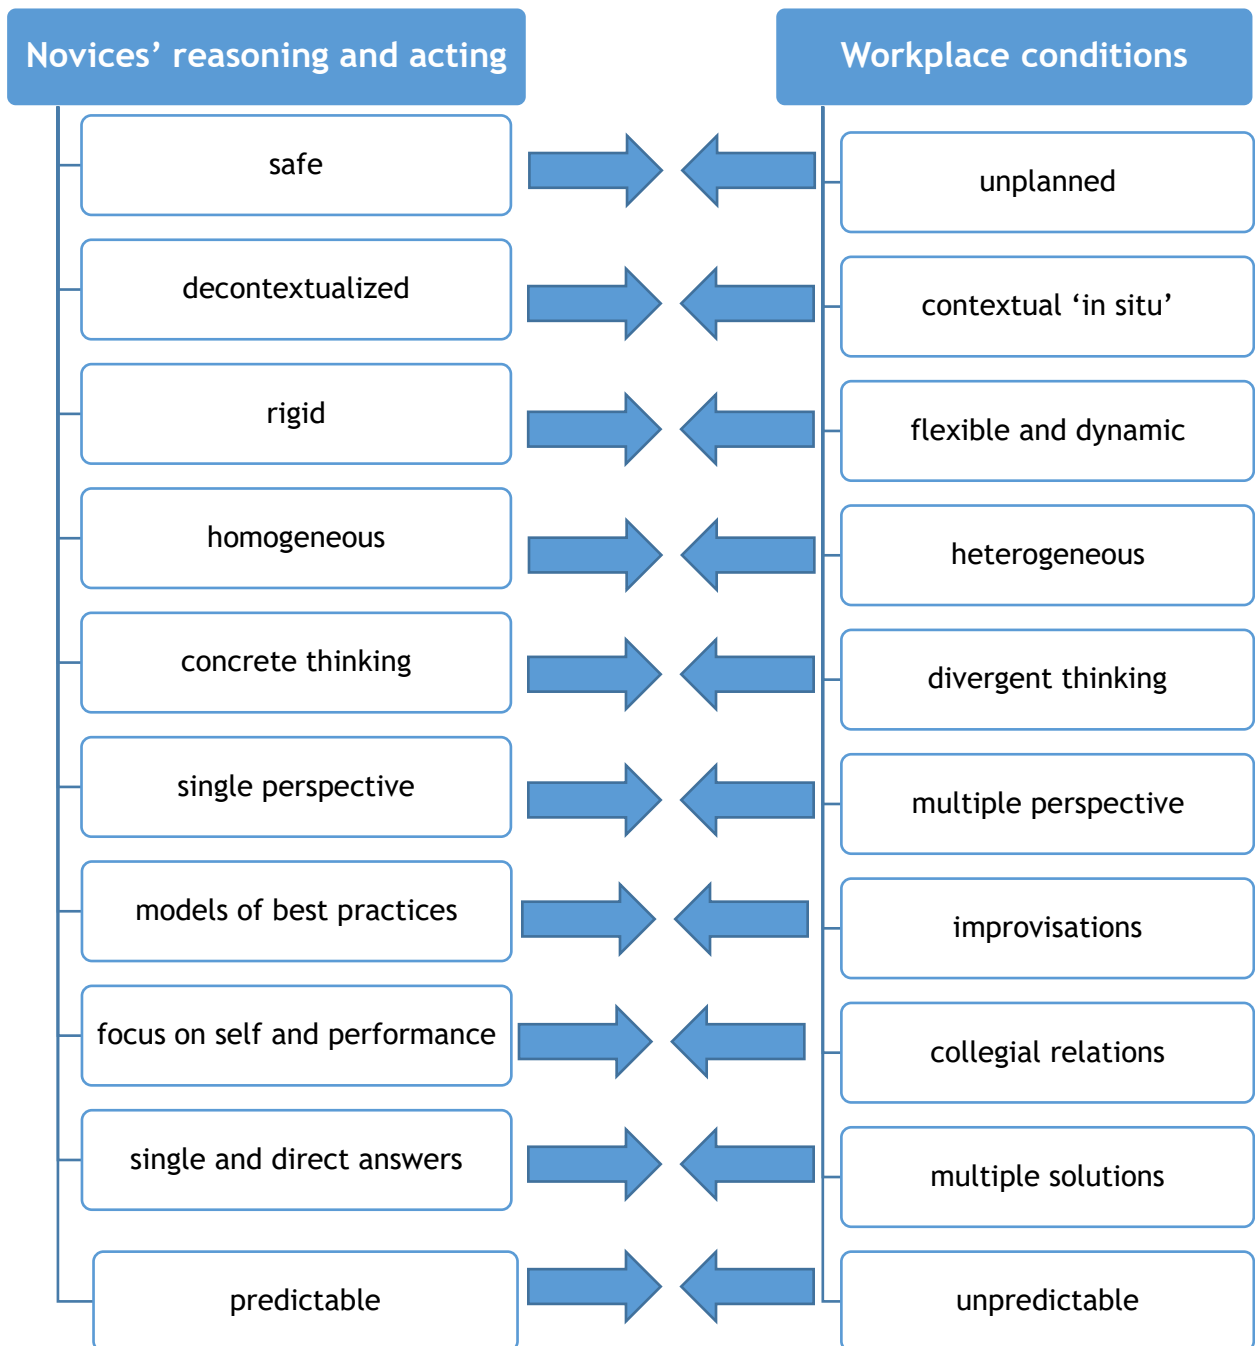 Novices’ reasoning and acting
Workplace conditions
safe
unplanned
decontextualized
contextual ‘in situ’
rigid
flexible and dynamic
homogeneous
heterogeneous
concrete thinking
divergent thinking
single perspective
multiple perspective
models of best practices
improvisations
focus on self and performance
collegial relations
single and direct answers
multiple solutions
predictable
unpredictable